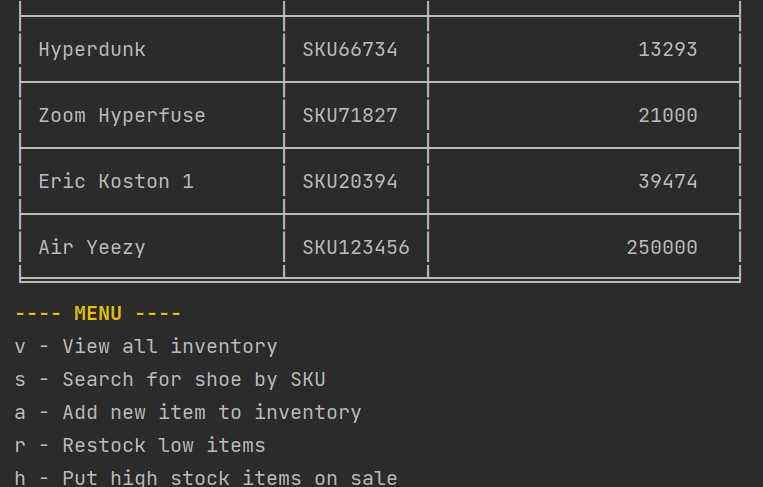 Hyperdunk SKU66734 13293
Zoom Hyperfuse SKU71827 21000
Eric Koston 1 SKU20394 39474
Air Yeezy SKU123456 250000
---- MENU ----
v - View all inventory
s - Search for shoe by SKU
a - Add new item to inventory
r - Restock low items
h - Put high stock items on sale